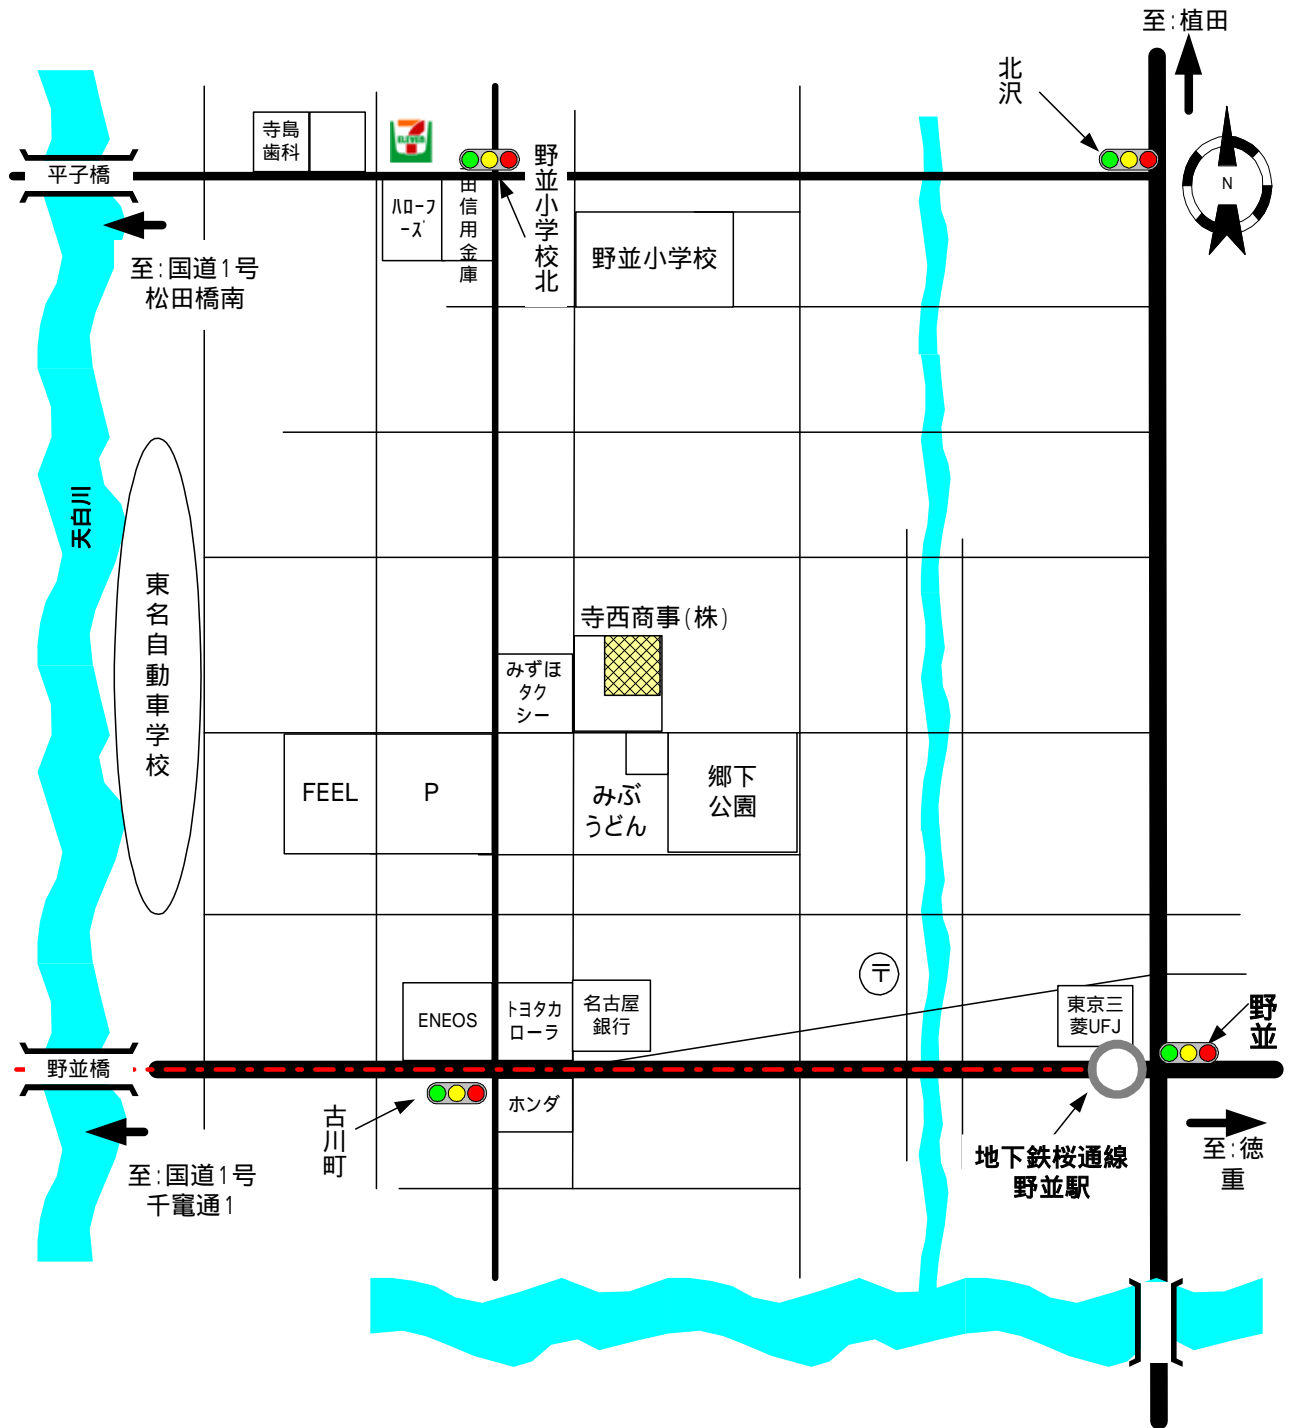 至:植田
北沢
寺島
歯科
ELEVEN
平子橋
野並小学校北
田信用金庫
ﾊﾛｰﾌ
ｰｽﾞ
野並小学校
N
至:国道1号
松田橋南
天白川
東名自動車学校
寺西商事(株)
みずほ
タク
シー
FEEL
P
みぶ
うどん
郷下
公園
〒
ENEOS
ﾄﾖﾀカ
ローラ
名古屋
銀行
東京三
菱UFJ
野並
野並橋
古川町
ホンダ
地下鉄桜通線
野並駅
至:徳
重
至:国道1号
千竃通1